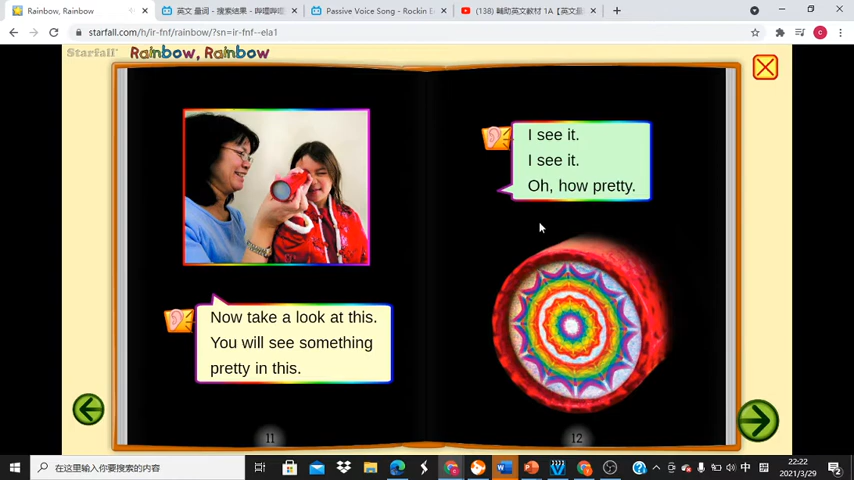 Rainbow, Rainbow
英文 量词 - 搜索结果 - 哔哩哔哩
Passive Voice Song - Rockin E
(138) 輔助英文教材 1A【英文
starfall.com/h/ir-fnf/rainbow/?sn=ir-fnf--ela1
Starfall
Rainbow, Rainbow
Now take a look at this.
You will see something
pretty in this.
11
I see it.
I see it.
Oh, how pretty.
12
在这里输入你要搜索的内容
中
22:22
2021/3/29
2